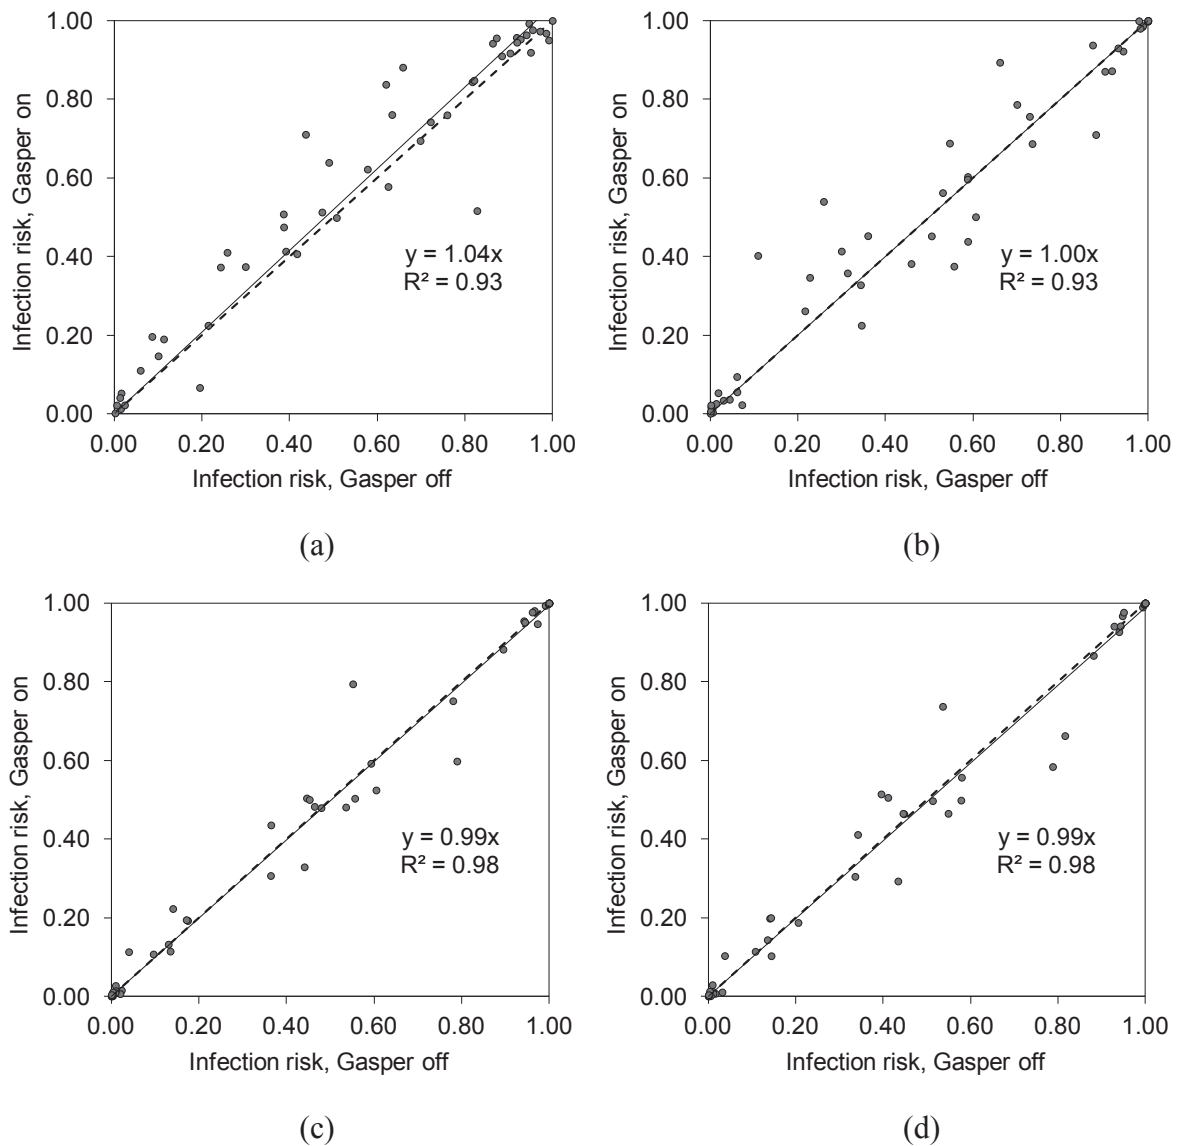 1.00
0.80
0.60
0.40
0.20
0.00
Infection risk, Gasper on
y = 1.04x
R² = 0.93
0.00 0.20 0.40 0.60 0.80 1.00
Infection risk, Gasper off
(a)
1.00
0.80
0.60
0.40
0.20
0.00
Infection risk, Gasper on
y = 1.00x
R² = 0.93
0.00 0.20 0.40 0.60 0.80 1.00
Infection risk, Gasper off
(b)
1.00
0.80
0.60
0.40
0.20
0.00
Infection risk, Gasper on
y = 0.99x
R² = 0.98
0.00 0.20 0.40 0.60 0.80 1.00
Infection risk, Gasper off
(c)
1.00
0.80
0.60
0.40
0.20
0.00
Infection risk, Gasper on
y = 0.99x
R² = 0.98
0.00 0.20 0.40 0.60 0.80 1.00
Infection risk, Gasper off
(d)